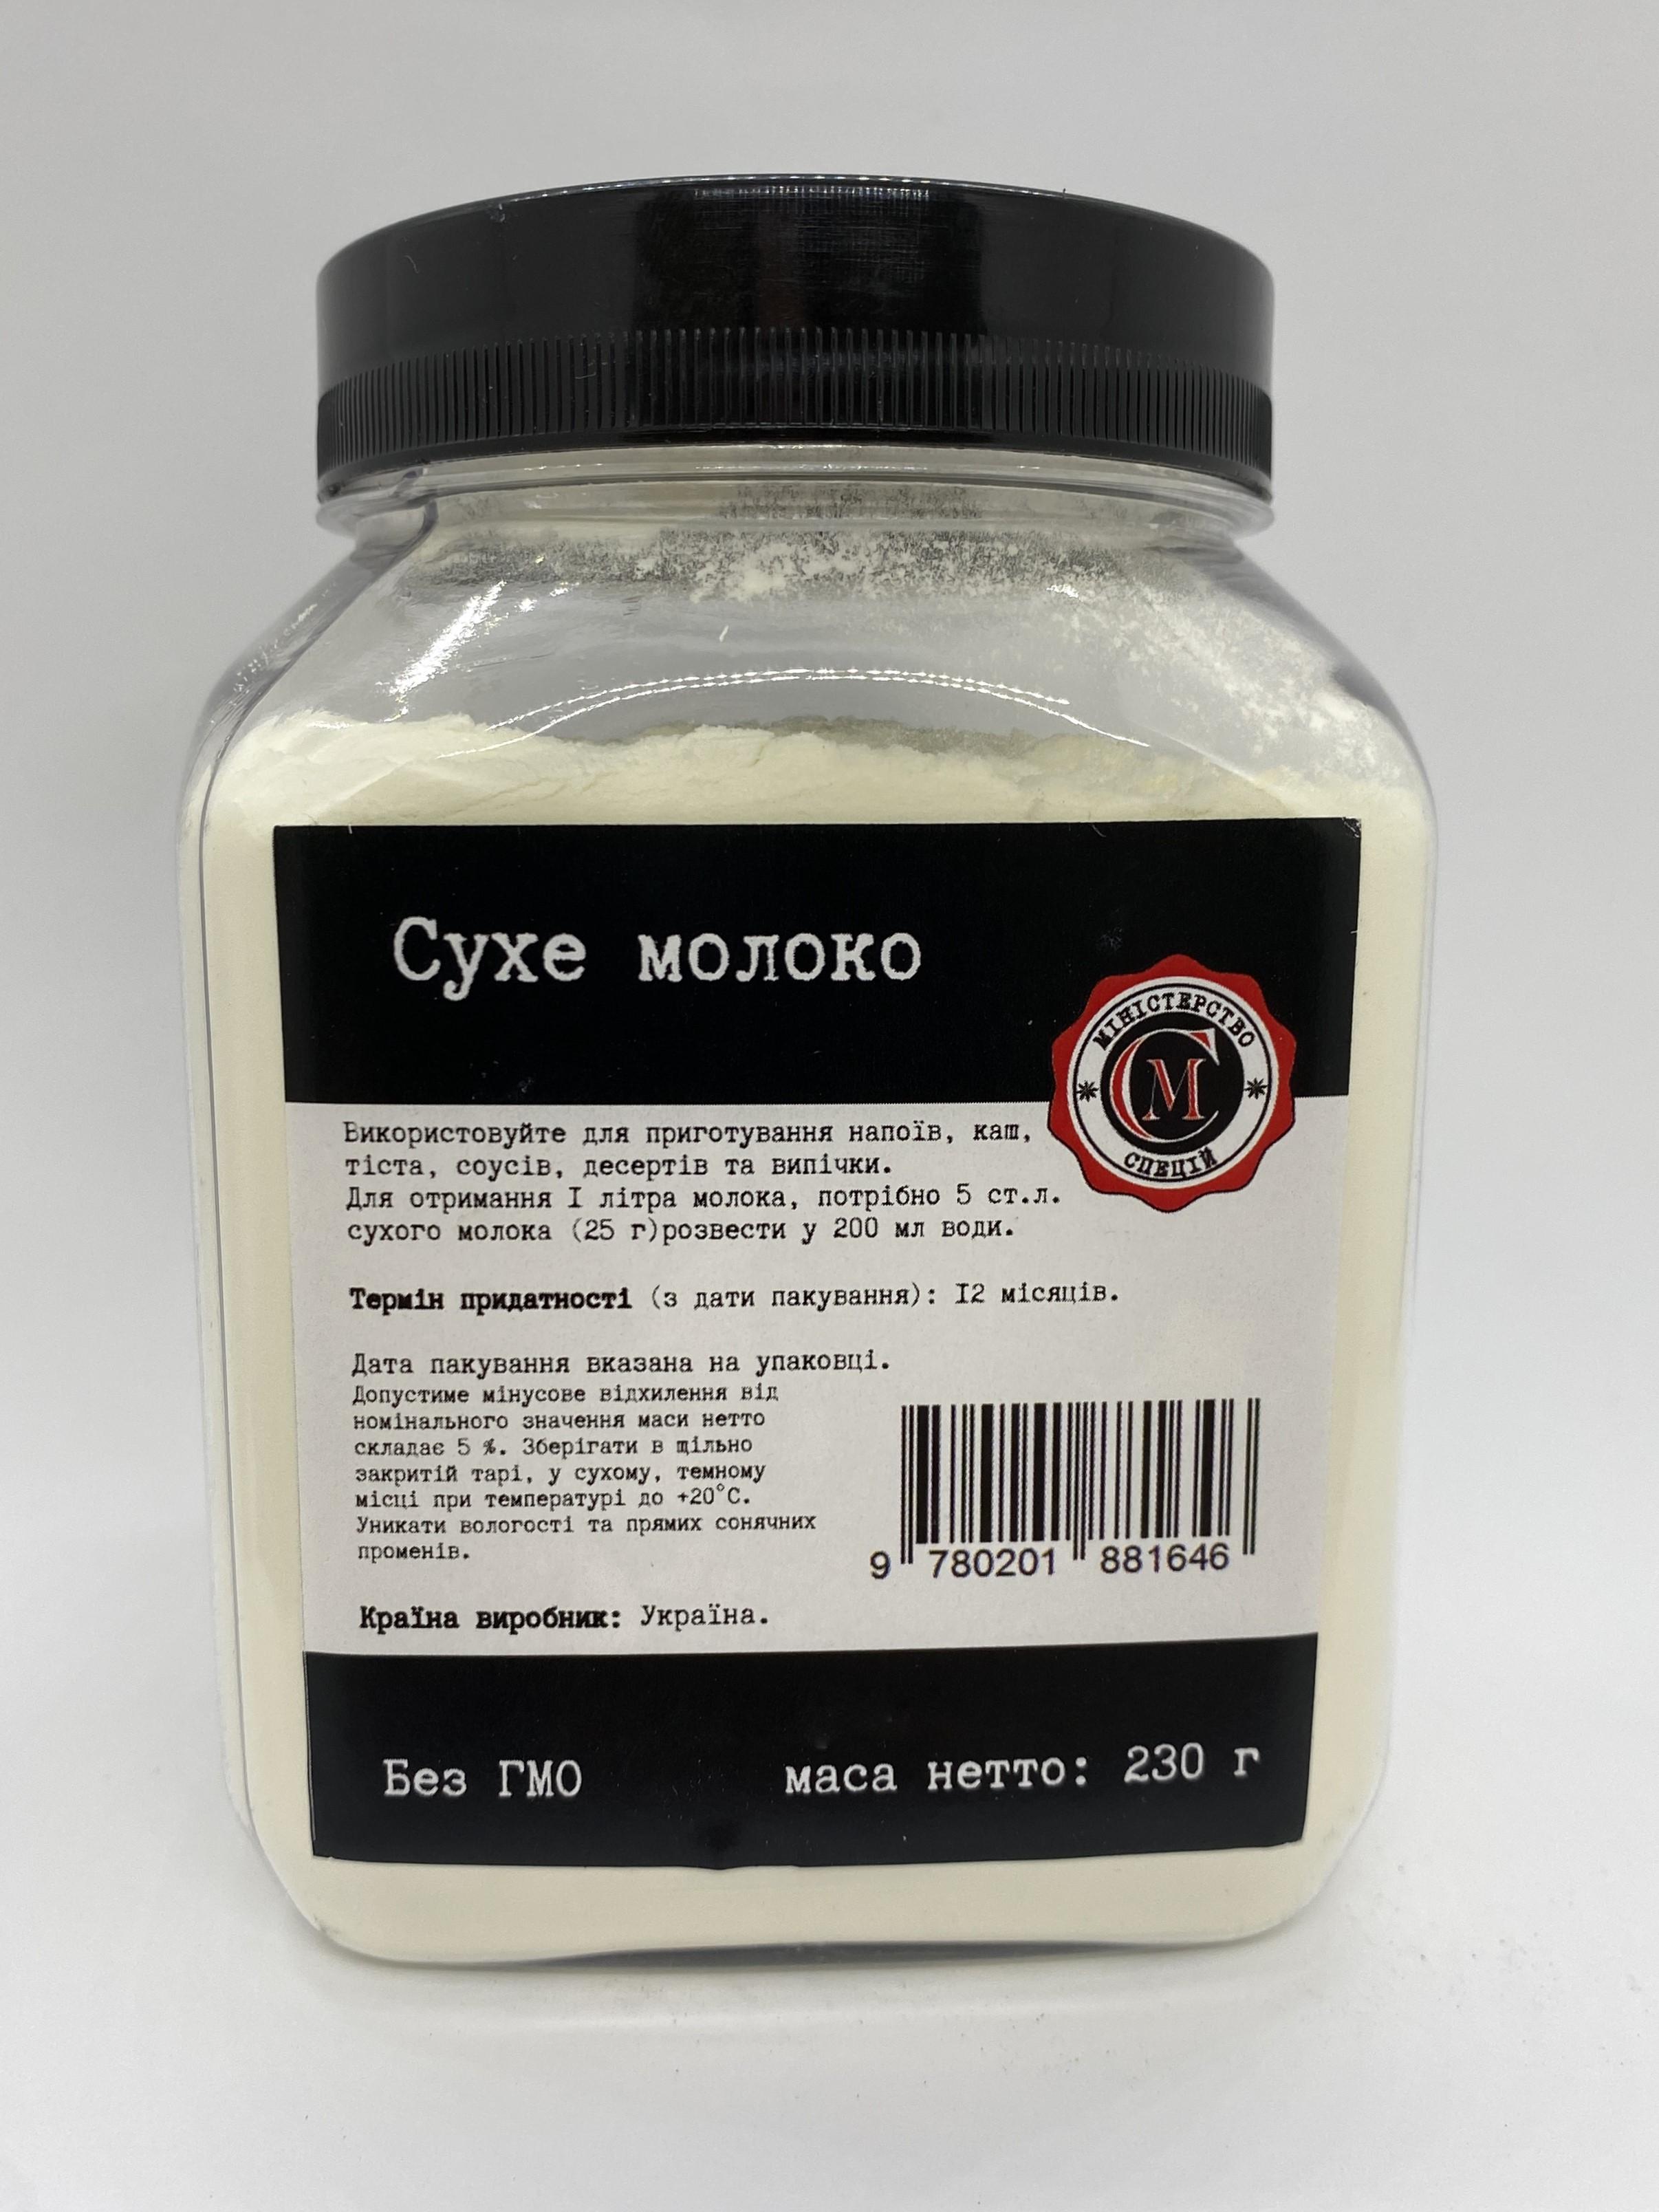 Сухе молоко
МІНІСТЕРСТВО
СМ
СПЕЦІЙ
Використовуйте для приготування напоїв, каш,
тіста, соусів, десертів та випічки.
Для отримання I літра молока, потрібно 5 ст.л.
сухого молока (25 г)розвести у 200 мл води.
Термін придатності (з дати пакування): I2 місяців.
Дата пакування вказана на упаковці.
Допустиме мінусове відхилення від
номінального значення маси нетто
складає 5 %. Зберігати в щільно
закритій тарі, у сухому, темному
місці при температурі до +20°С.
Уникати вологості та прямих сонячних
променів.
9 780201 881646
Країна виробник: Україна.
Без ГМО
маса нетто: 230 г